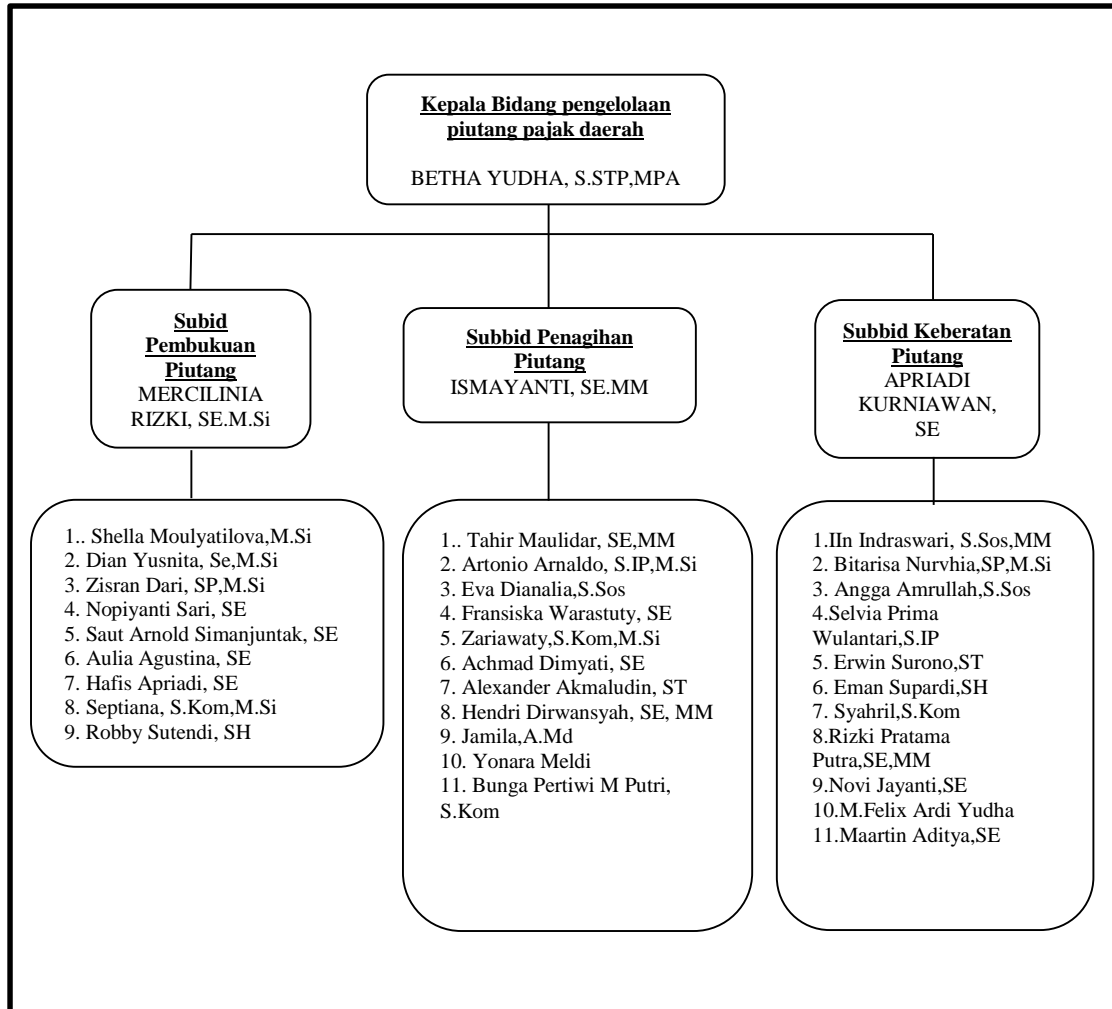 Kepala Bidang pengelolaan
piutang pajak daerah
BETHA YUDHA, S.STP,MPA
Subid
Pembukuan
Piutang
MERCILINIA
RIZKI, SE.M.Si
Subbid Penagihan
Piutang
ISMAYANTI, SE.MM
Subbid Keberatan
Piutang
APRIADI
KURNIAWAN,
SE
1.. Shella Moulyatilova,M.Si
2. Dian Yusnita, Se,M.Si
3. Zisran Dari, SP,M.Si
4. Nopiyanti Sari, SE
5. Saut Arnold Simanjuntak, SE
6. Aulia Agustina, SE
7. Hafis Apriadi, SE
8. Septiana, S.Kom,M.Si
9. Robby Sutendi, SH
1.. Tahir Maulidar, SE,MM
2. Artonio Arnaldo, S.IP,M.Si
3. Eva Dianalia,S.Sos
4. Fransiska Warastuty, SE
5. Zariawaty,S.Kom,M.Si
6. Achmad Dimyati, SE
7. Alexander Akmaludin, ST
8. Hendri Dirwansyah, SE, MM
9. Jamila,A.Md
10. Yonara Meldi
11. Bunga Pertiwi M Putri,
S.Kom
1.IIn Indraswari, S.Sos,MM
2. Bitarisa Nurvhia,SP,M.Si
3. Angga Amrullah,S.Sos
4.Selvia Prima
Wulantari,S.IP
5. Erwin Surono,ST
6. Eman Supardi,SH
7. Syahril,S.Kom
8.Rizki Pratama
Putra,SE,MM
9.Novi Jayanti,SE
10.M.Felix Ardi Yudha
11.Maartin Aditya,SE